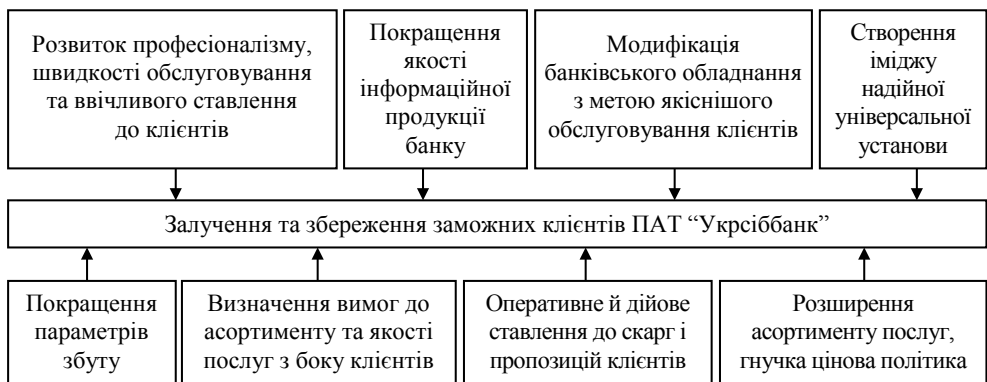 Розвиток професіоналізму,
швидкості обслуговування
та ввічливого ставлення
до клієнтів
Покращення
якості
інформаційної
продукції
банку
Модифікація
банківського обладнання
з метою якіснішого
обслуговування клієнтів
Створення
іміджу
надійної
універсальної
установи
Залучення та збереження заможних клієнтів ПАТ “Укрсіббанк”
Покращення
параметрів
збуту
Визначення вимог до
асортименту та якості
послуг з боку клієнтів
Оперативне й дійове
ставлення до скарг і
пропозицій клієнтів
Розширення
асортименту послуг,
гнучка цінова політика